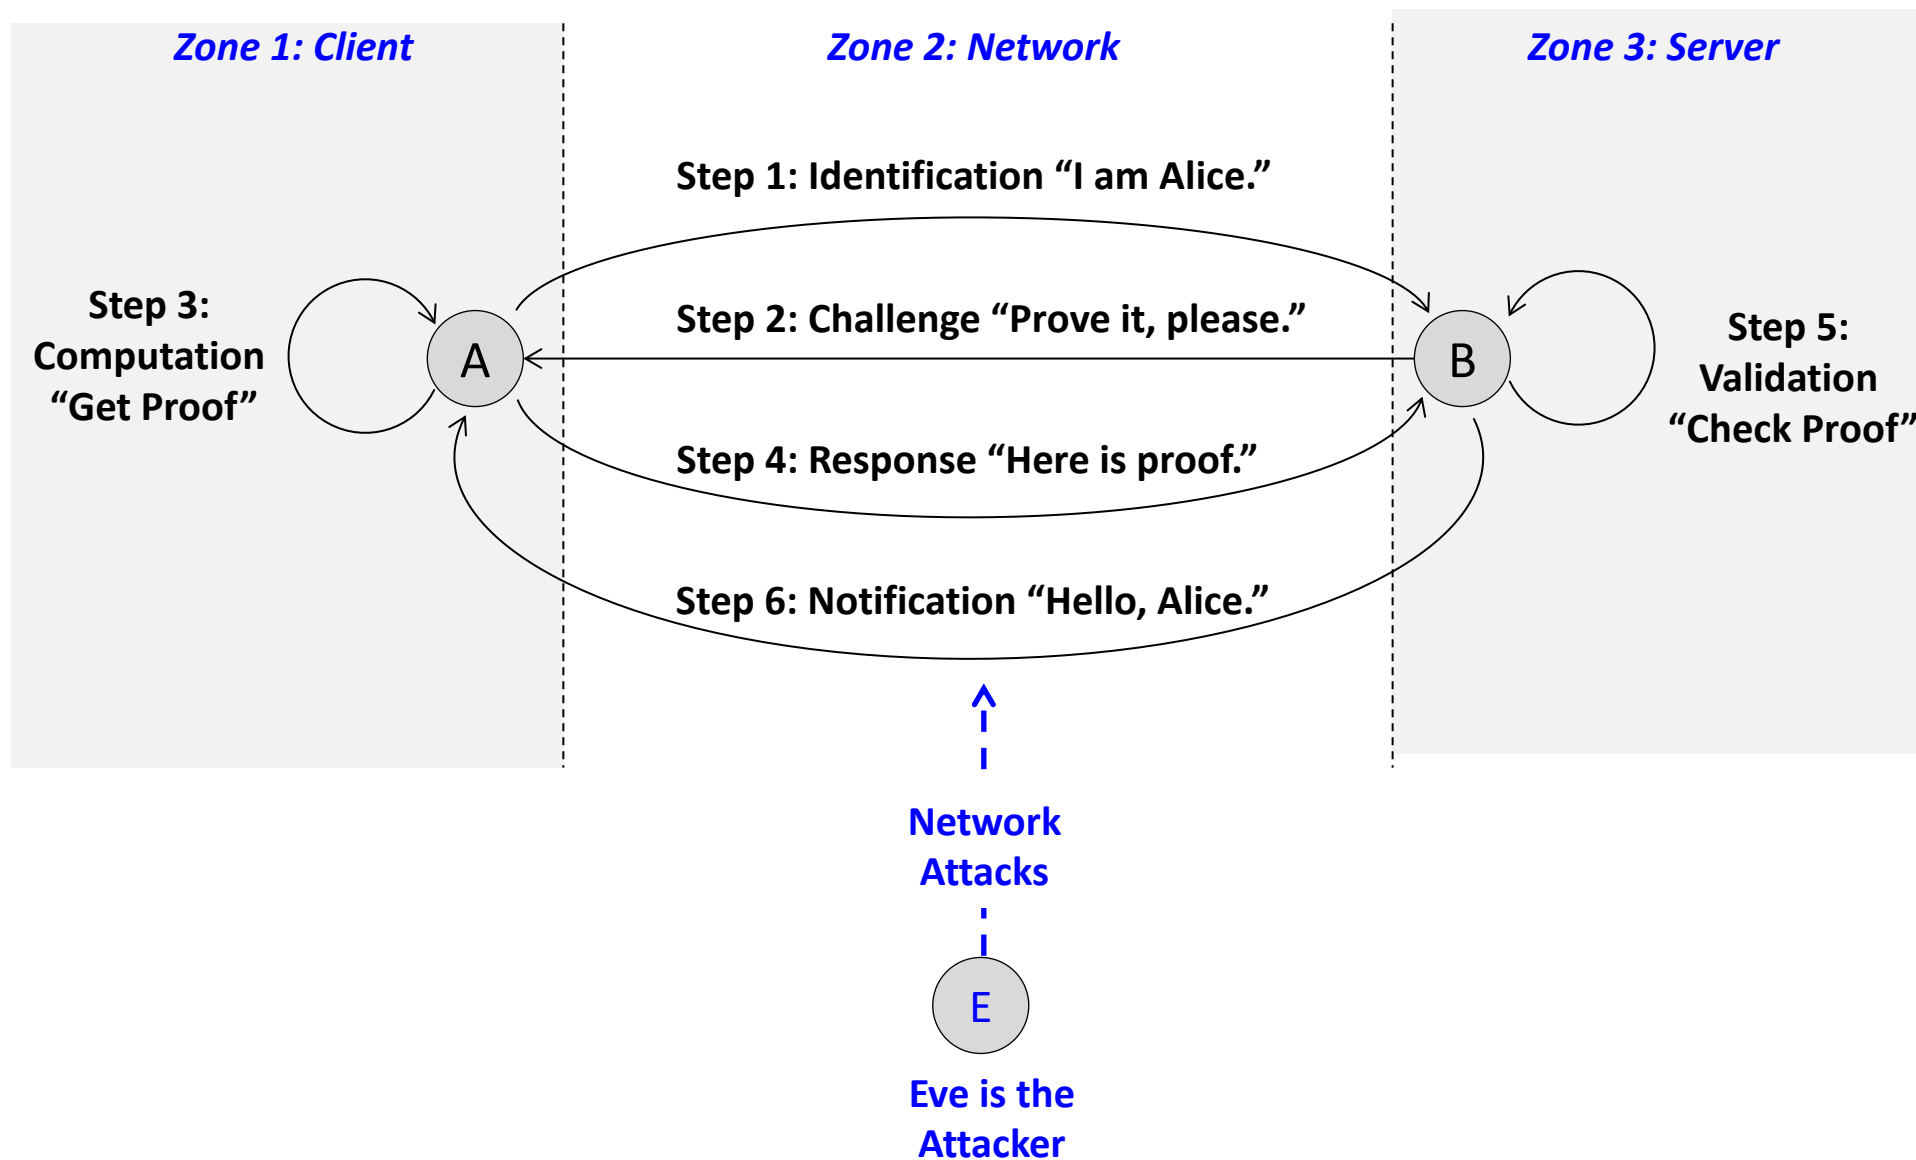 Zone 1: Client
Zone 2: Network
Zone 3: Server
Step 1: Identification “I am Alice.”
Step 2: Challenge “Prove it, please.”
Step 3:
Computation
“Get Proof”
A
B
Step 4: Response “Here is proof.”
Step 5:
Validation
“Check Proof”
Step 6: Notification “Hello, Alice.”
Network
Attacks
E
Eve is the
Attacker